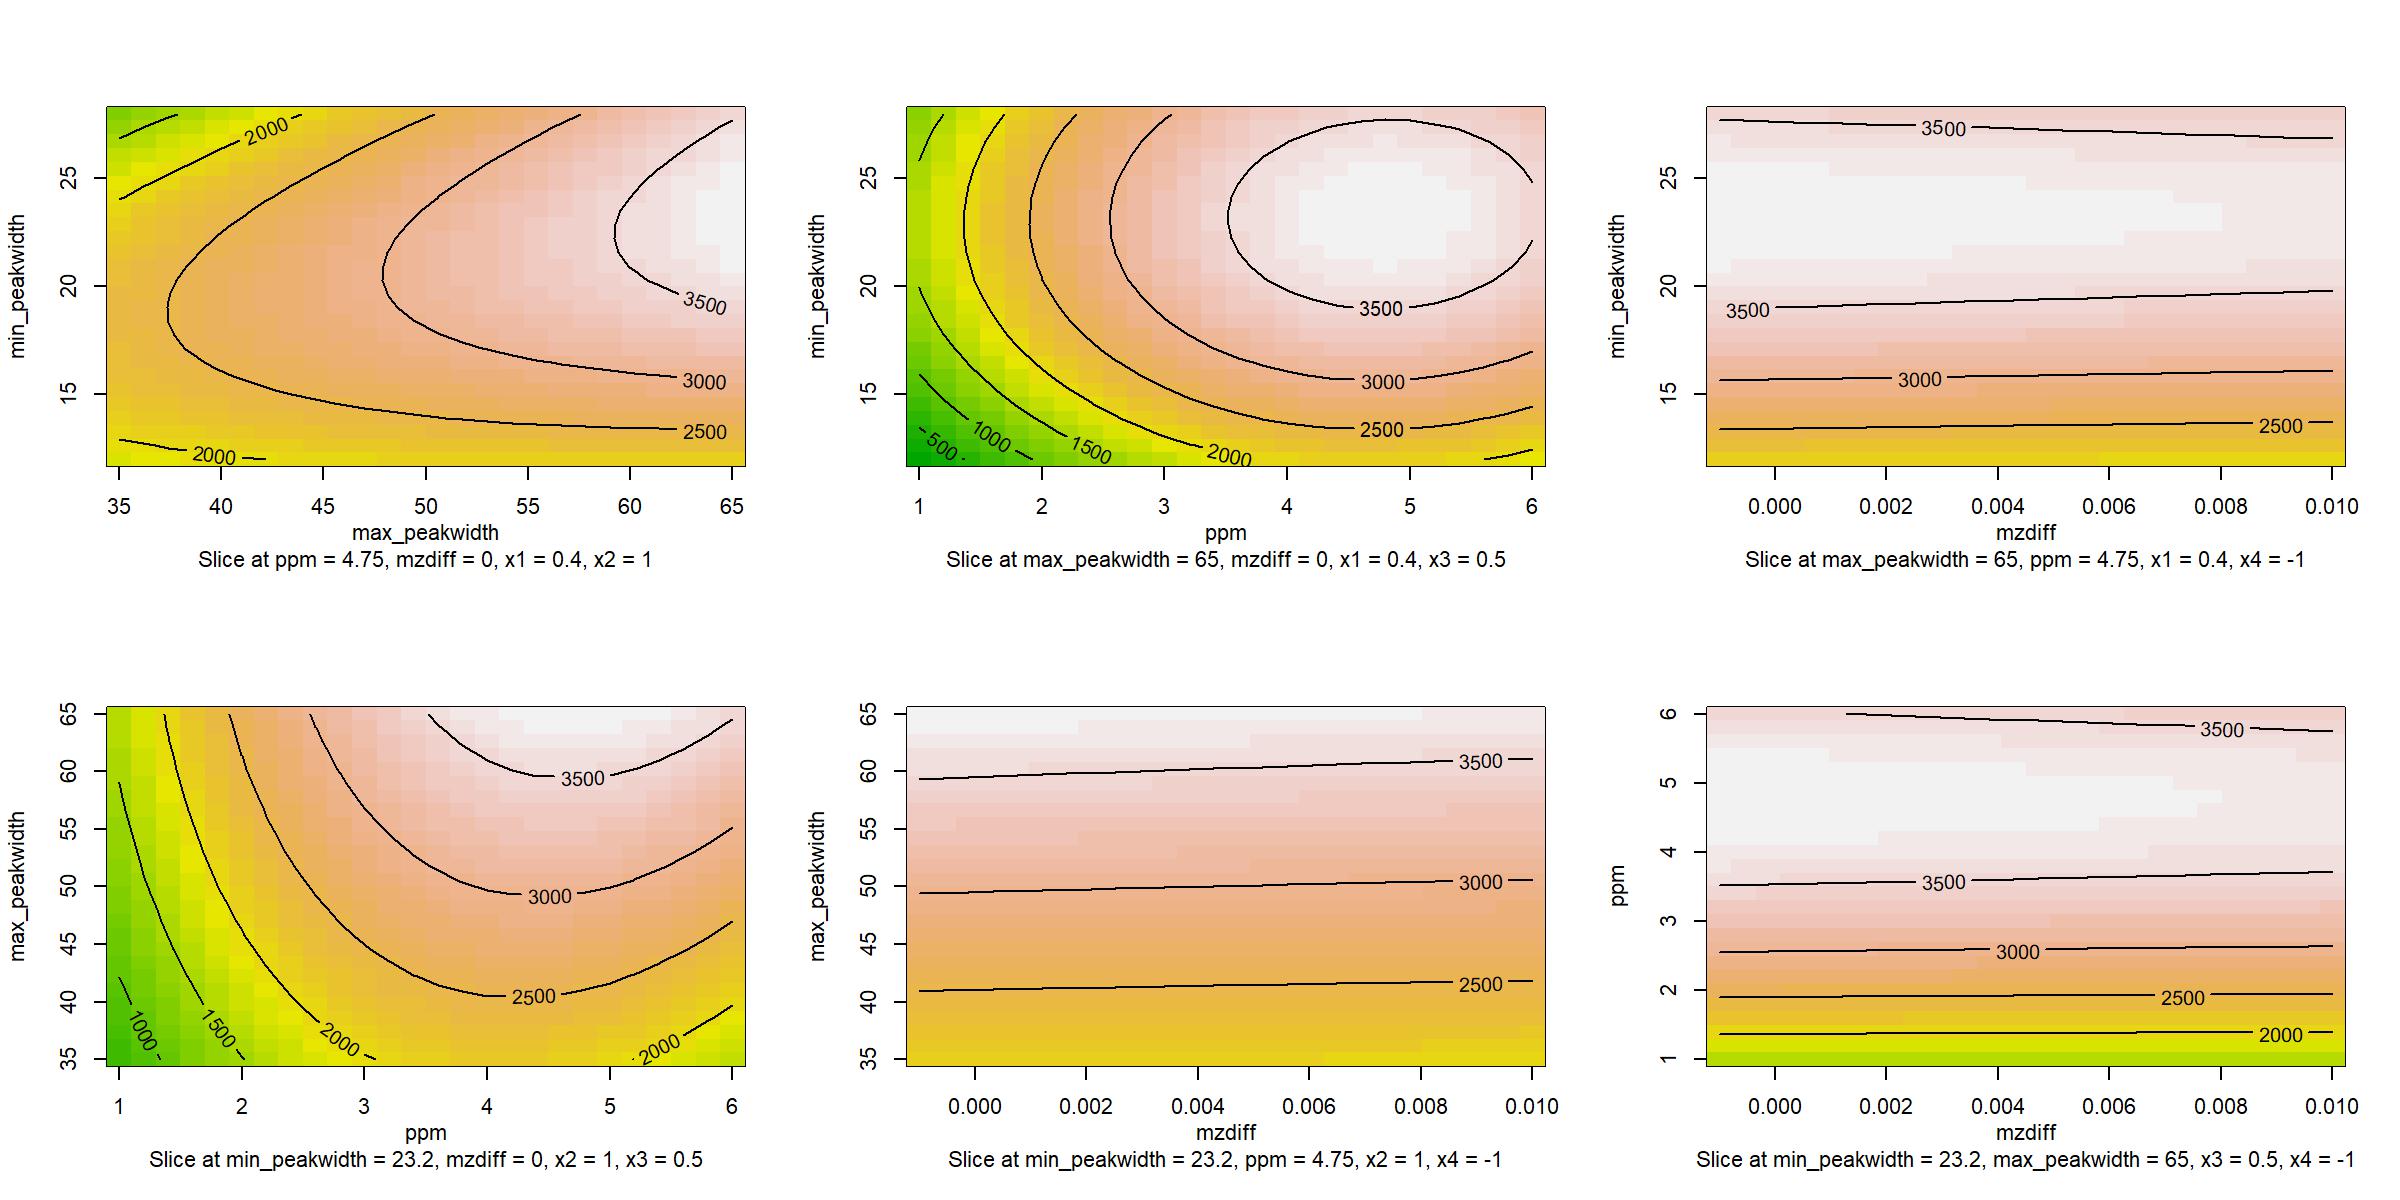 2000
25
20
15
min_peakwidth
3500
3000
2500
2000
35 40 45 50 55 60 65
max_peakwidth
Slice at ppm = 4.75, mzdiff = 0, x1 = 0.4, x2 = 1
25
20
15
min_peakwidth
3500
3000
2500
2000
1500
1000
500
1 2 3 4 5 6
ppm
Slice at max_peakwidth = 65, mzdiff = 0, x1 = 0.4, x3 = 0.5
25
20
15
min_peakwidth
3500
3500
3000
2500
0.000 0.002 0.004 0.006 0.008 0.010
mzdiff
Slice at max_peakwidth = 65, ppm = 4.75, x1 = 0.4, x4 = -1
65
60
55
50
45
40
35
max_peakwidth
3500
3000
2500
1000
1500
2000
2000
1 2 3 4 5 6
ppm
Slice at min_peakwidth = 23.2, mzdiff = 0, x2 = 1, x3 = 0.5
65
60
55
50
45
40
35
max_peakwidth
3500
3000
2500
0.000 0.002 0.004 0.006 0.008 0.010
mzdiff
Slice at min_peakwidth = 23.2, ppm = 4.75, x2 = 1, x4 = -1
6
5
4
3
2
1
ppm
3500
3500
3000
2500
2000
0.000 0.002 0.004 0.006 0.008 0.010
mzdiff
Slice at min_peakwidth = 23.2, max_peakwidth = 65, x3 = 0.5, x4 = -1